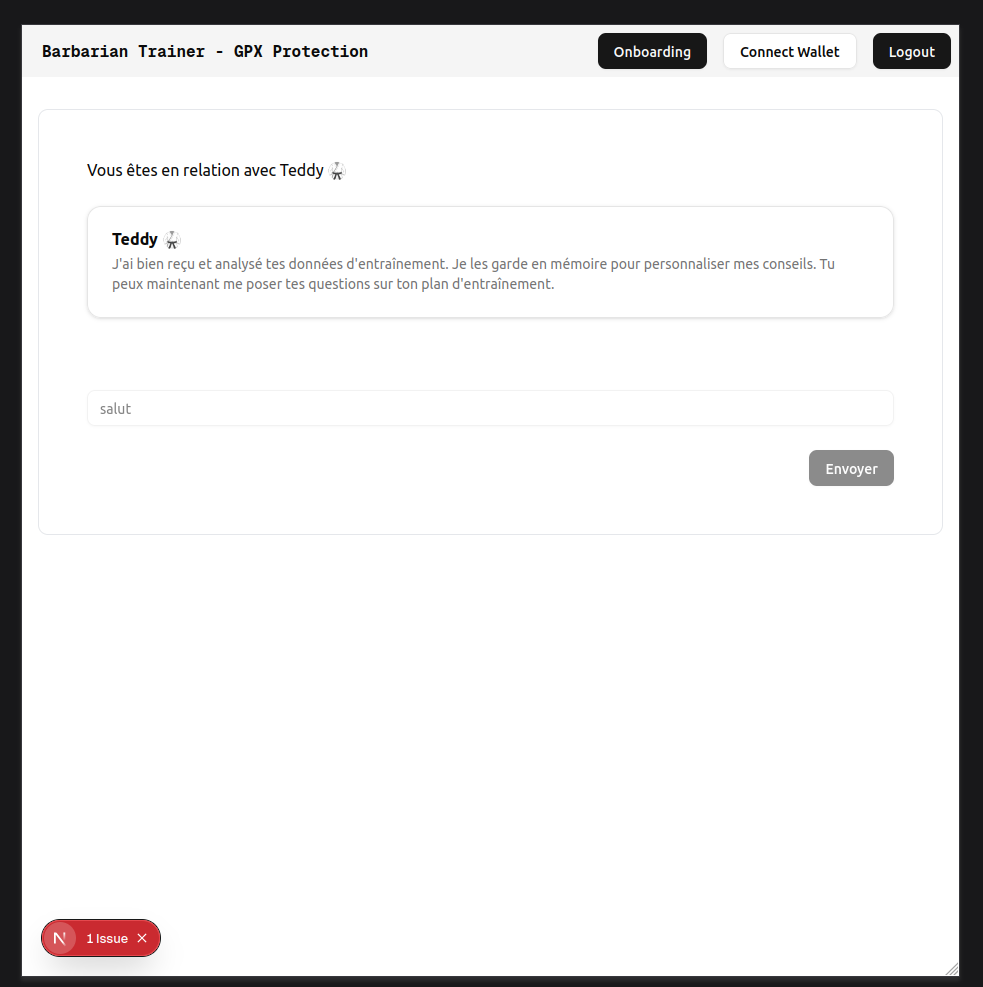 Barbarian Trainer - GPX Protection
Onboarding
Connect Wallet
Logout
Vous êtes en relation avec Teddy 🥋
Teddy 🥋
J'ai bien reçu et analysé tes données d'entraînement. Je les garde en mémoire pour personnaliser mes conseils. Tu
peux maintenant me poser tes questions sur ton plan d'entraînement.
salut
Envoyer
N
1 Issue